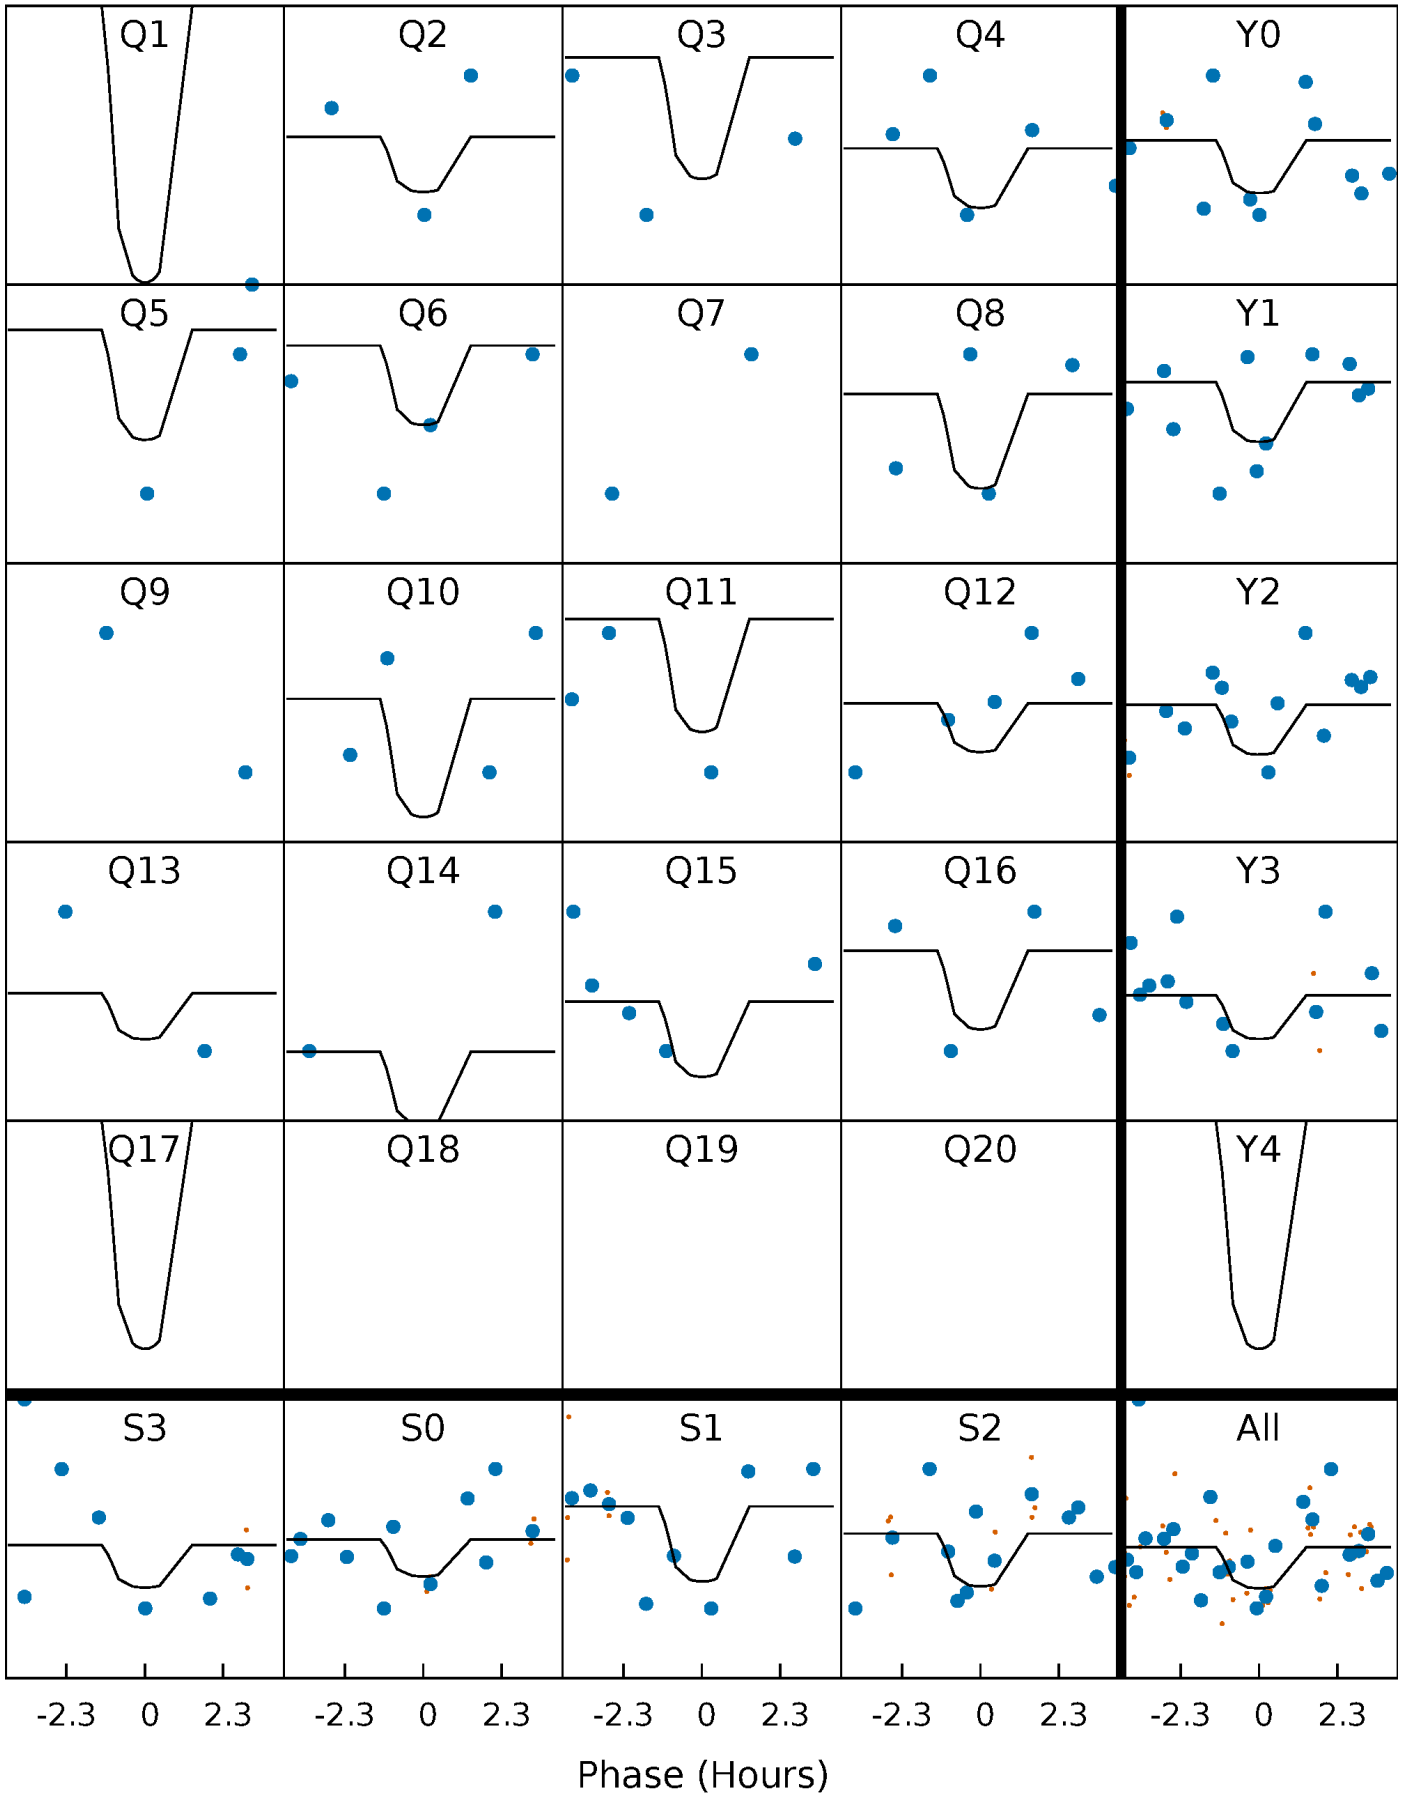 Q1 Q2 Q3 Q4 Y0
Q5 Q6 Q7 Q8 Y1
Q9 Q10 Q11 Q12 Y2
Q13 Q14 Q15 Q16 Y3
Q17 Q18 Q19 Q20 Y4
S3 S0 S1 S2 All
-2.3 0 2.3 -2.3 0 2.3 -2.3 0 2.3 -2.3 0 2.3 -2.3 0 2.3
Phase (Hours)